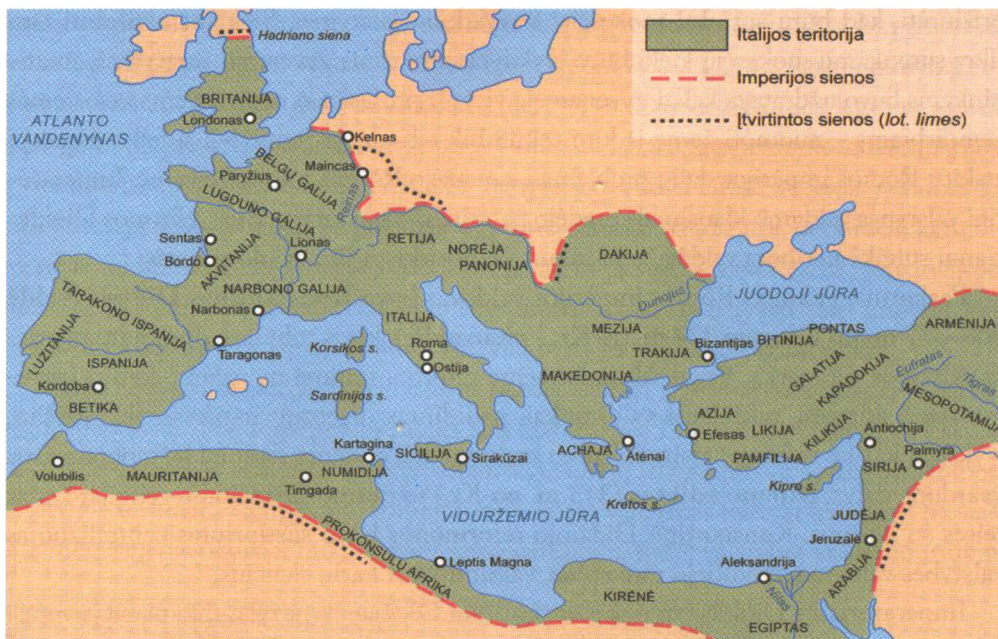 Italijos teritorija
Imperijos sienos
Įtvirtintos sienos (lot. limes)
Hadriano siena
BRITANIJA
Londonas
ATLANTO
VANDENYNAS
Kelnas
Maincas
BELGŲ GALIJA
Paryžius
Reinas
LUGDUNO GALIJA
Sentas
Lionas
Bordo
AKVITANIJA
RETIJA
NORĖJA
PANONIJA
DAKIJA
Dunojus
JUODOJI JŪRA
NARBONO GALIJA
Narbonas
ITALIJA
MEZIJA
TARAKONO ISPANIJA
LUZITANIJA
Taragonas
Korsikos s.
Roma
Ostija
TRAKIJA
Bizantijas
BITINIJA
PONTAS
ARMĖNIJA
ISPANIJA
Kordoba
BETIKA
Sardinijos s.
MAKEDONIJA
GALATIJA
KAPADOKIJA
Eufratas
Tigras
MESOPOTAMIJA
AZIJA
Efesas
LIKIJA
KILIKIJA
Antiochija
PAMFILIJA
Palmyra
SIRIJA
Volubilis
MAURITANIJA
Kartagina
NUMIDIJA
Timgada
SICILIJA
Sirakūzai
ACHAJA
Atėnai
Kretos s.
Kipro s.
VIDURŽEMIO JŪRA
JUDĖJA
Jeruzalė
PROKONSULŲ AFRIKA
Leptis Magna
KIRĖNĖ
Aleksandrija
Nilas
ARABIJA
EGIPTAS